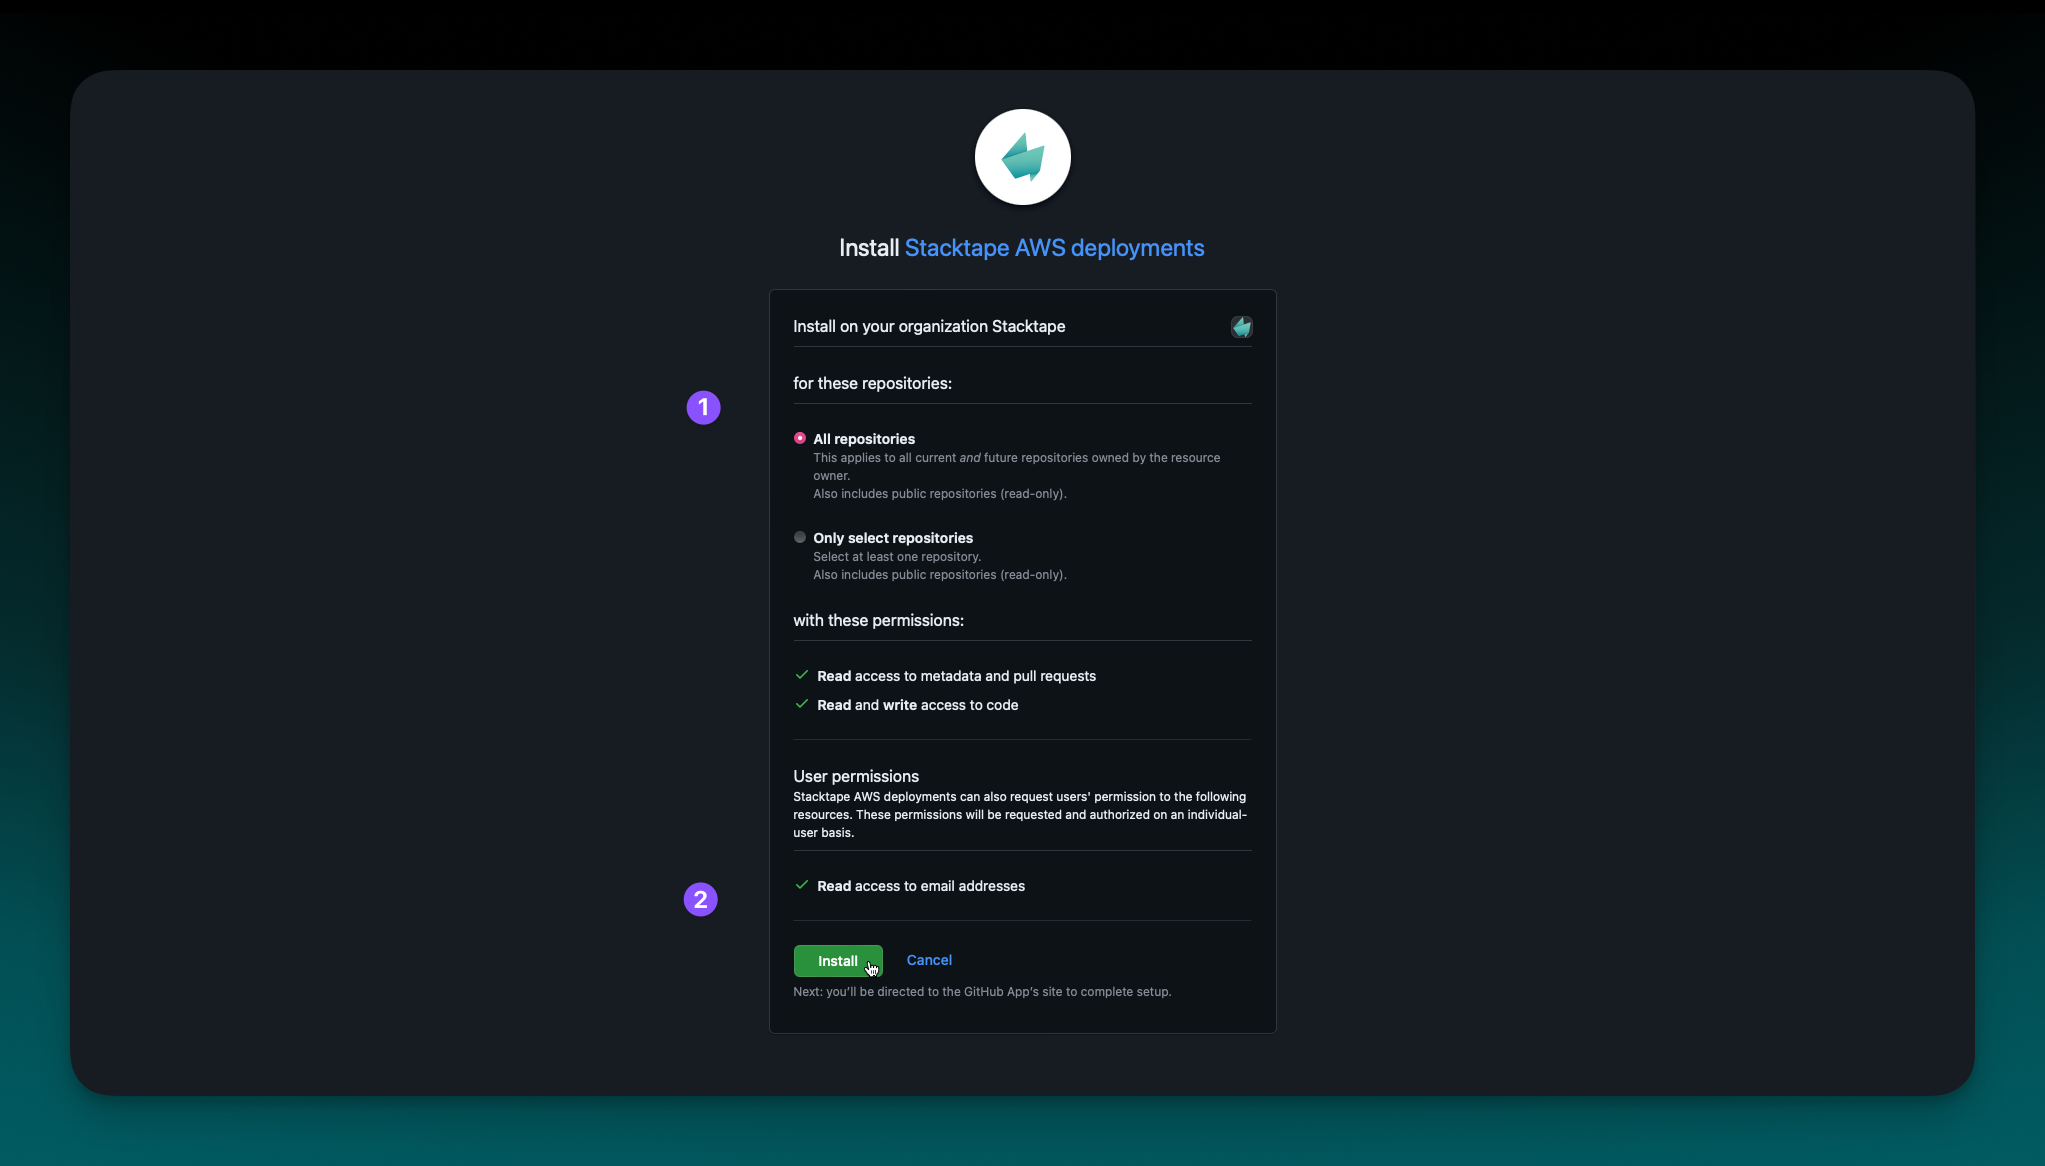 Install Stacktape AWS deployments
Install on your organization Stacktape
for these repositories:
1
All repositories
This applies to all current and future repositories owned by the resource
owner.
Also includes public repositories (read-only).
Only select repositories
Select at least one repository.
Also includes public repositories (read-only).
with these permissions:
Read access to metadata and pull requests
Read and write access to code
User permissions
Stacktape AWS deployments can also request users' permission to the following
resources. These permissions will be requested and authorized on an individual-
user basis.
2
Read access to email addresses
Install Cancel
Next: you'll be directed to the GitHub App's site to complete setup.